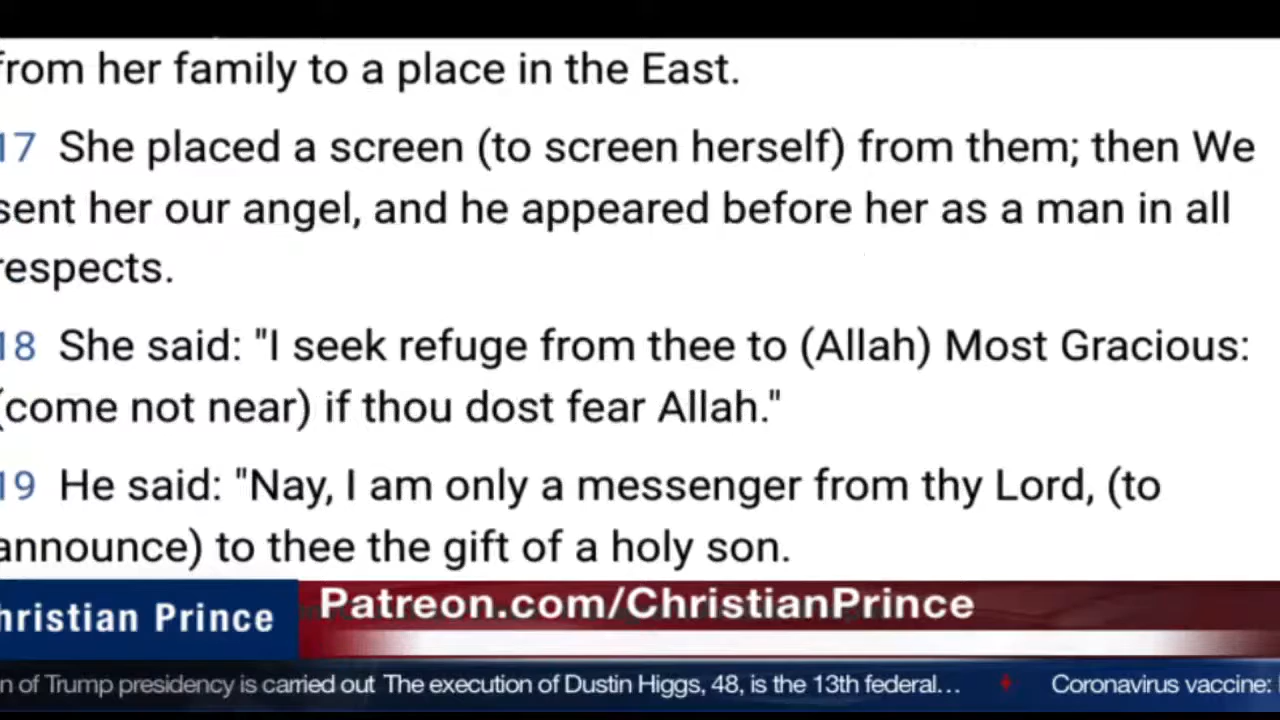 from her family to a place in the East.
17 She placed a screen (to screen herself) from them; then We
sent her our angel, and he appeared before her as a man in all
respects.
18 She said: "I seek refuge from thee to (Allah) Most Gracious:
(come not near) if thou dost fear Allah."
19 He said: "Nay, I am only a messenger from thy Lord, (to
announce) to thee the gift of a holy son.
hristian Prince
Patreon.com/ChristianPrince
n of Trump presidency is carried out The execution of Dustin Higgs, 48, is the 13th federal... Coronavirus vaccine: